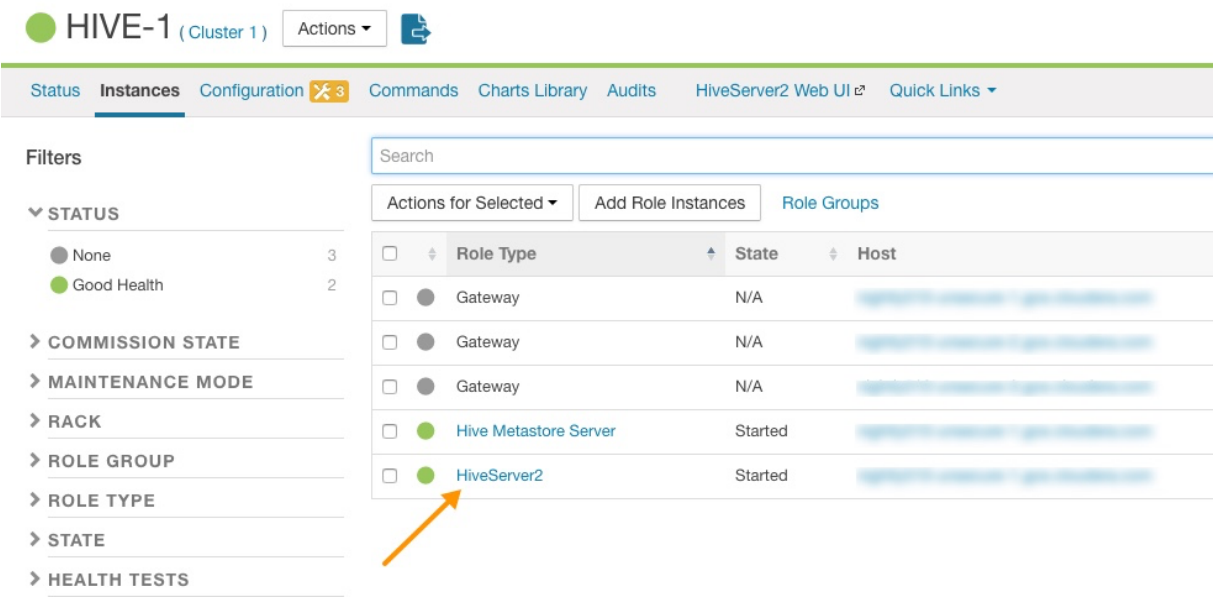 HIVE-1 ( Cluster 1 ) Actions
Status Instances Configuration 3 Commands Charts Library Audits HiveServer2 Web UI Quick Links
Filters
Search
STATUS
None 3
Good Health 2
COMMISSION STATE
MAINTENANCE MODE
RACK
ROLE GROUP
ROLE TYPE
STATE
HEALTH TESTS
Actions for Selected Add Role Instances Role Groups
Role Type State Host
Gateway N/A
Gateway N/A
Gateway N/A
Hive Metastore Server Started
HiveServer2 Started